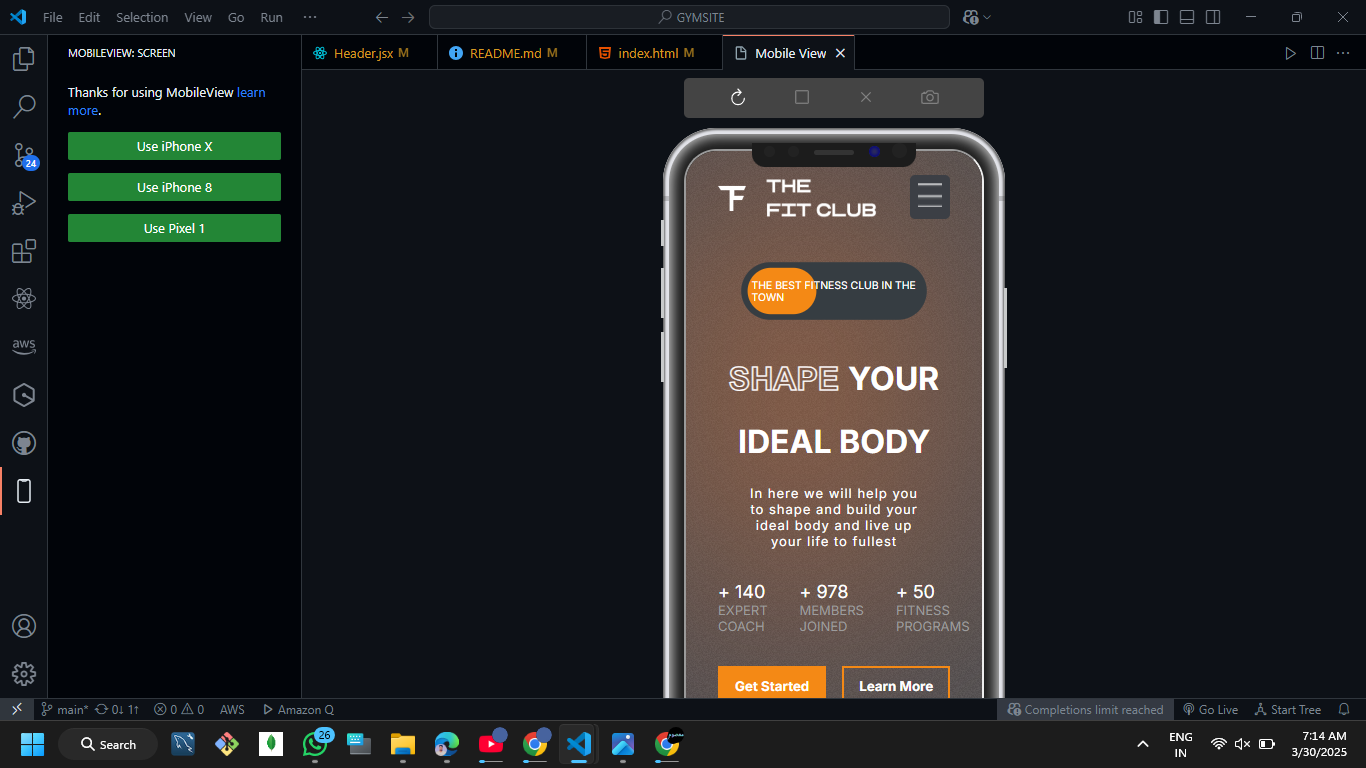 File Edit Selection View Go Run ··· GYMSITE
MOBILEVIEW: SCREEN
Thanks for using MobileView learn
more.
Use iPhone X
Use iPhone 8
Use Pixel 1
24
aws
Header.jsx M
README.md M
index.html M
Mobile View
THE
FIT CLUB
THE BEST FITNESS CLUB IN THE
TOWN
SHAPE YOUR
IDEAL BODY
In here we will help you
to shape and build your
ideal body and live up
your life to fullest
+ 140 + 978 + 50
EXPERT MEMBERS FITNESS
COACH JOINED PROGRAMS
Get Started Learn More
main* 0↓ 1↑ 0 0 AWS Amazon Q Completions limit reached Go Live Start Tree
Search
26
ENG
IN
7:14 AM
3/30/2025